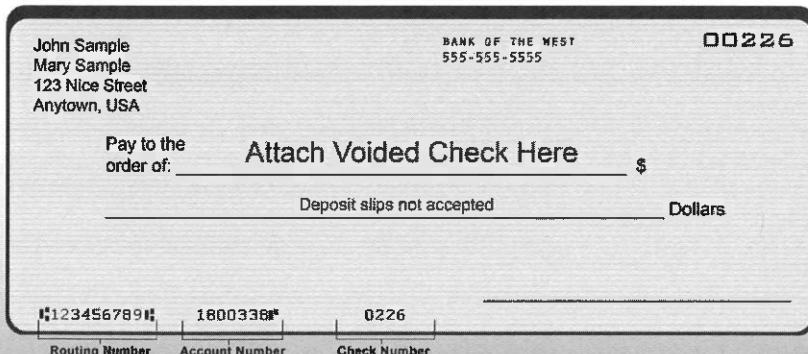 John Sample
Mary Sample
123 Nice Street
Anytown, USA
BANK OF THE WEST
555-555-5555
00226
Pay to the
order of: Attach Voided Check Here $
Deposit slips not accepted Dollars
⑆123456789⑆ 1800338⑈ 0226
Routing Number Account Number Check Number